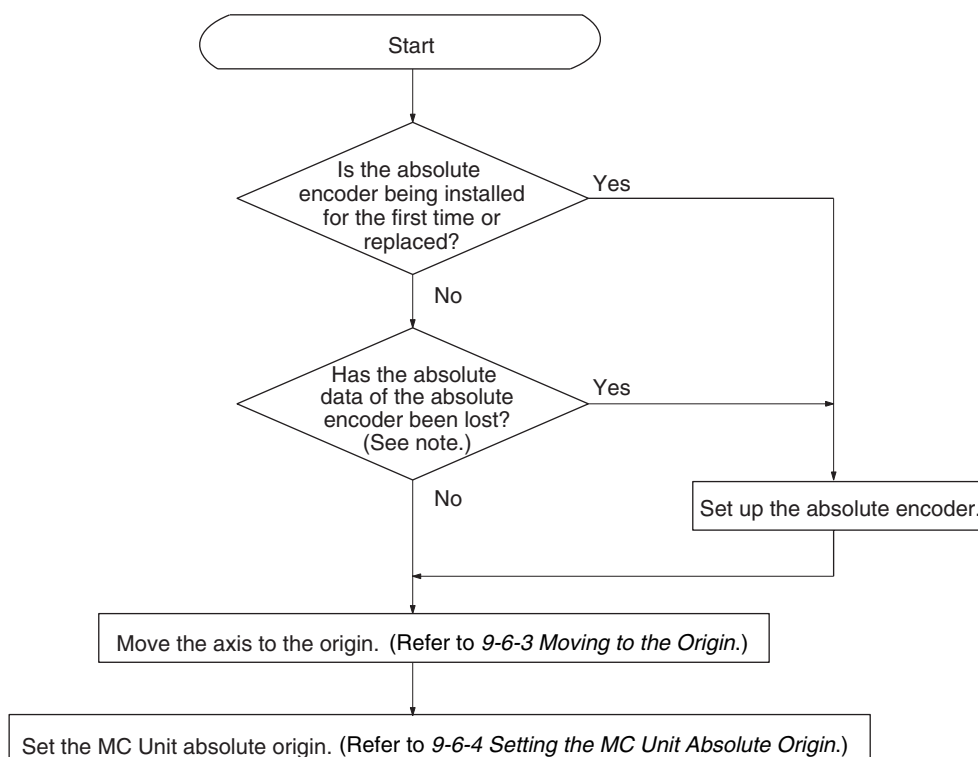 Start
Is the absolute
encoder being installed
for the first time or
replaced?
Yes
No
Has the absolute
data of the absolute
encoder been lost?
(See note.)
Yes
No
Set up the absolute encoder.
Move the axis to the origin. (Refer to 9-6-3 Moving to the Origin.)
Set the MC Unit absolute origin. (Refer to 9-6-4 Setting the MC Unit Absolute Origin.)